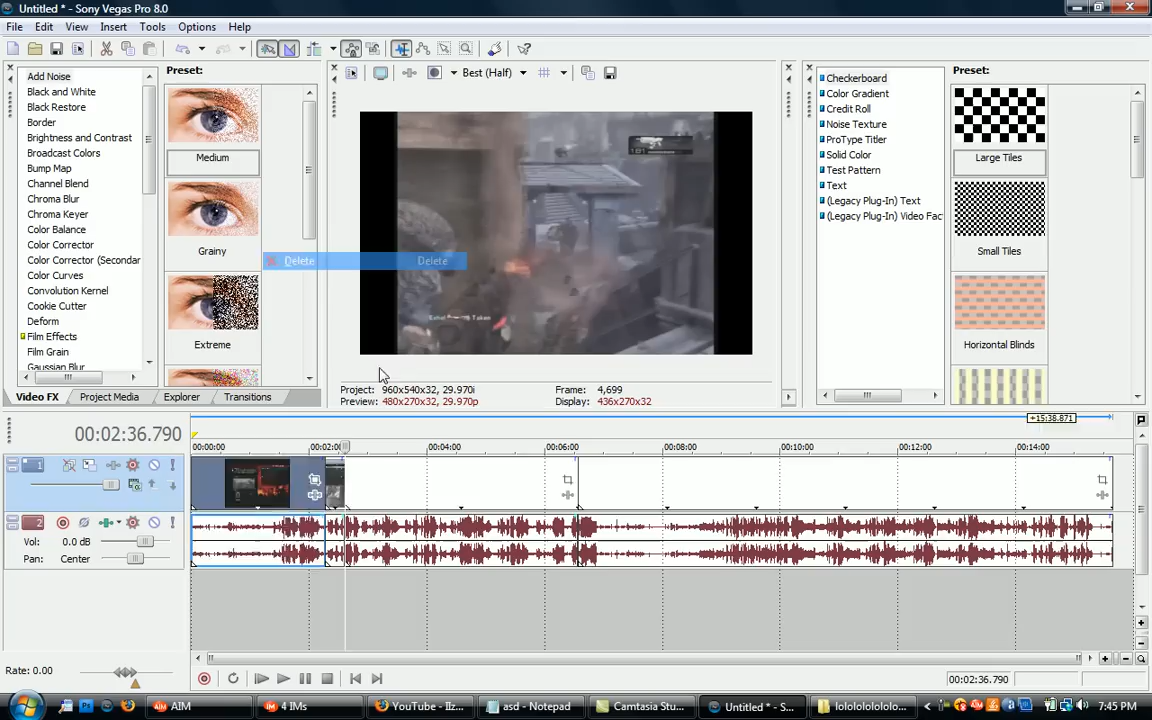 Untitled * - Sony Vegas Pro 8.0
File Edit View Insert Tools Options Help
Add Noise
Black and White
Black Restore
Border
Brightness and Contrast
Broadcast Colors
Bump Map
Channel Blend
Chroma Blur
Chroma Keyer
Color Balance
Color Corrector
Color Corrector (Secondar
Color Curves
Convolution Kernel
Cookie Cutter
Deform
Film Effects
Film Grain
Gaussian Blur
Preset:
Medium
Grainy
Extreme
Delete Delete
Video FX Project Media Explorer Transitions
Best (Half)
Project: 960x540x32, 29.970i
Preview: 480x270x32, 29.970p
Frame: 4,699
Display: 436x270x32
Checkerboard
Color Gradient
Credit Roll
Noise Texture
ProType Titler
Solid Color
Test Pattern
Text
(Legacy Plug-In) Text
(Legacy Plug-In) Video Fac
Preset:
Large Tiles
Small Tiles
Horizontal Blinds
00:02:36.790
+15:38.871
00:00:00 00:02:0 00:04:00 00:06:00 00:08:00 00:10:00 00:12:00 00:14:00
1
2
Vol: 0.0 dB
Pan: Center
Rate: 0.00
00:02:36.790
AIM 4 IMs YouTube - Ilz... asd - Notepad Camtasia Stu... Untitled * - S... lolololololo... 7:45 PM